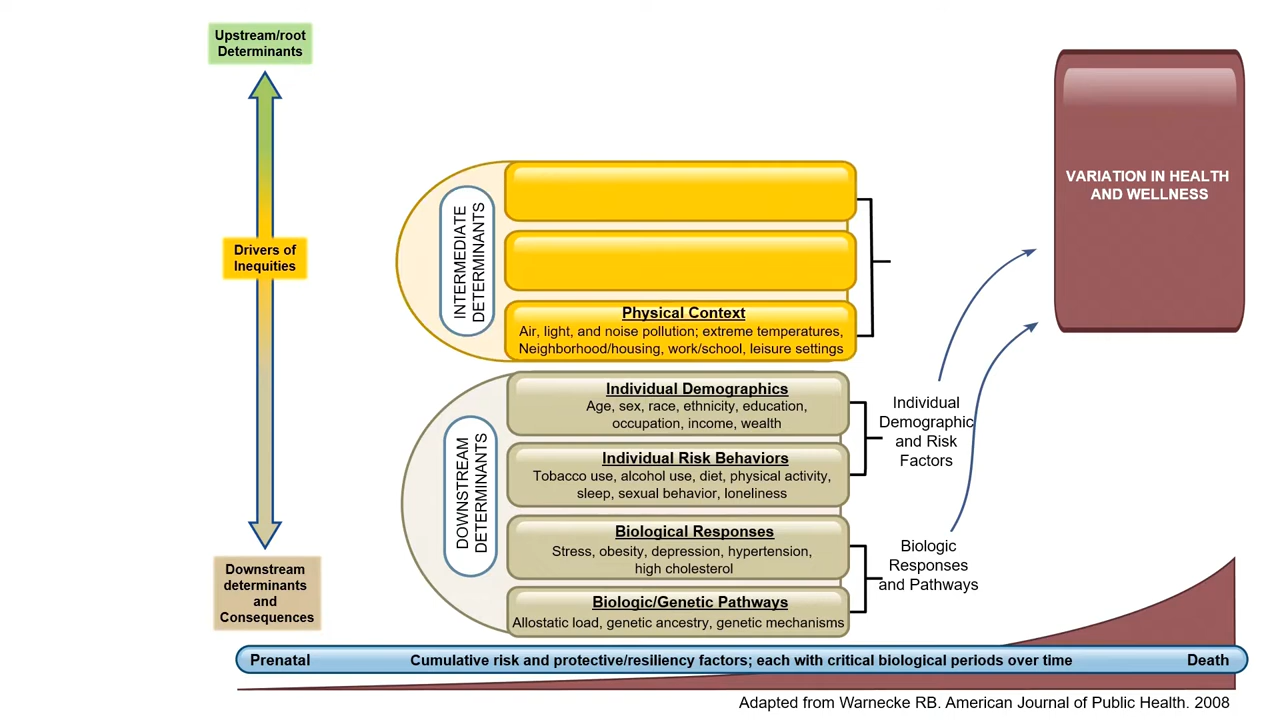 Upstream/root
Determinants
Drivers of
Inequities
Downstream
determinants
and
Consequences
INTERMEDIATE
DETERMINANTS
Physical Context
Air, light, and noise pollution; extreme temperatures,
Neighborhood/housing, work/school, leisure settings
DOWNSTREAM
DETERMINANTS
Individual Demographics
Age, sex, race, ethnicity, education,
occupation, income, wealth
Individual Risk Behaviors
Tobacco use, alcohol use, diet, physical activity,
sleep, sexual behavior, loneliness
Biological Responses
Stress, obesity, depression, hypertension,
high cholesterol
Biologic/Genetic Pathways
Allostatic load, genetic ancestry, genetic mechanisms
Individual
Demographic
and Risk
Factors
Biologic
Responses
and Pathways
VARIATION IN HEALTH
AND WELLNESS
Prenatal
Cumulative risk and protective/resiliency factors; each with critical biological periods over time
Death
Adapted from Warnecke RB. American Journal of Public Health. 2008